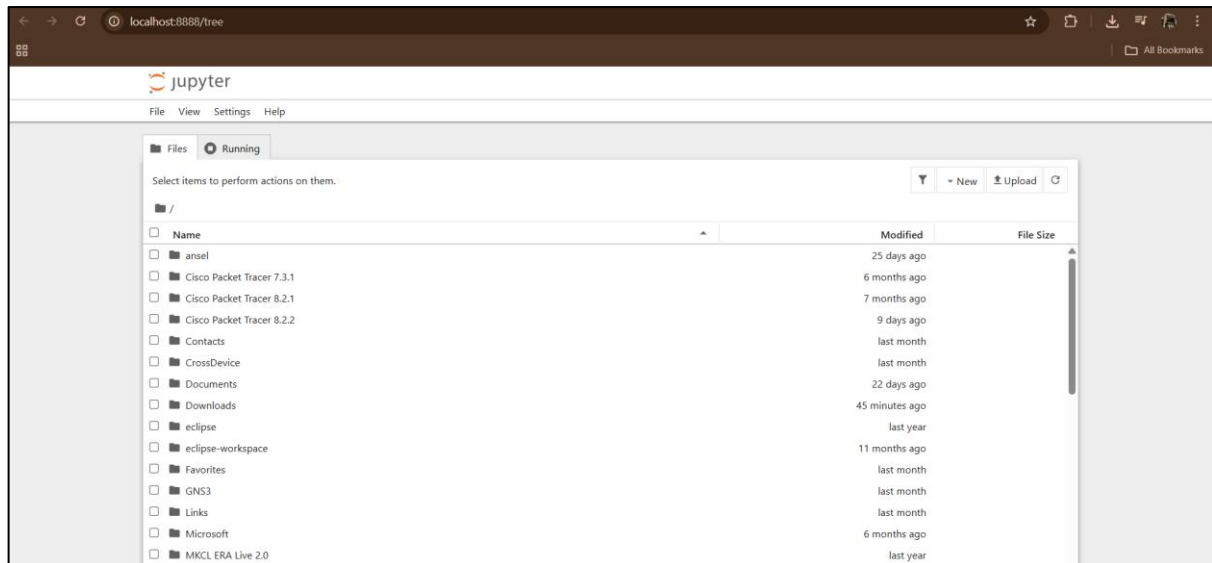 localhost:8888/tree
All Bookmarks
jupyter
File View Settings Help
Files Running
Select items to perform actions on them.
New Upload
/
Name Modified File Size
ansel 25 days ago
Cisco Packet Tracer 7.3.1 6 months ago
Cisco Packet Tracer 8.2.1 7 months ago
Cisco Packet Tracer 8.2.2 9 days ago
Contacts last month
CrossDevice last month
Documents 22 days ago
Downloads 45 minutes ago
eclipse last year
eclipse-workspace 11 months ago
Favorites last month
GNS3 last month
Links last month
Microsoft 6 months ago
MKCL ERA Live 2.0 last year